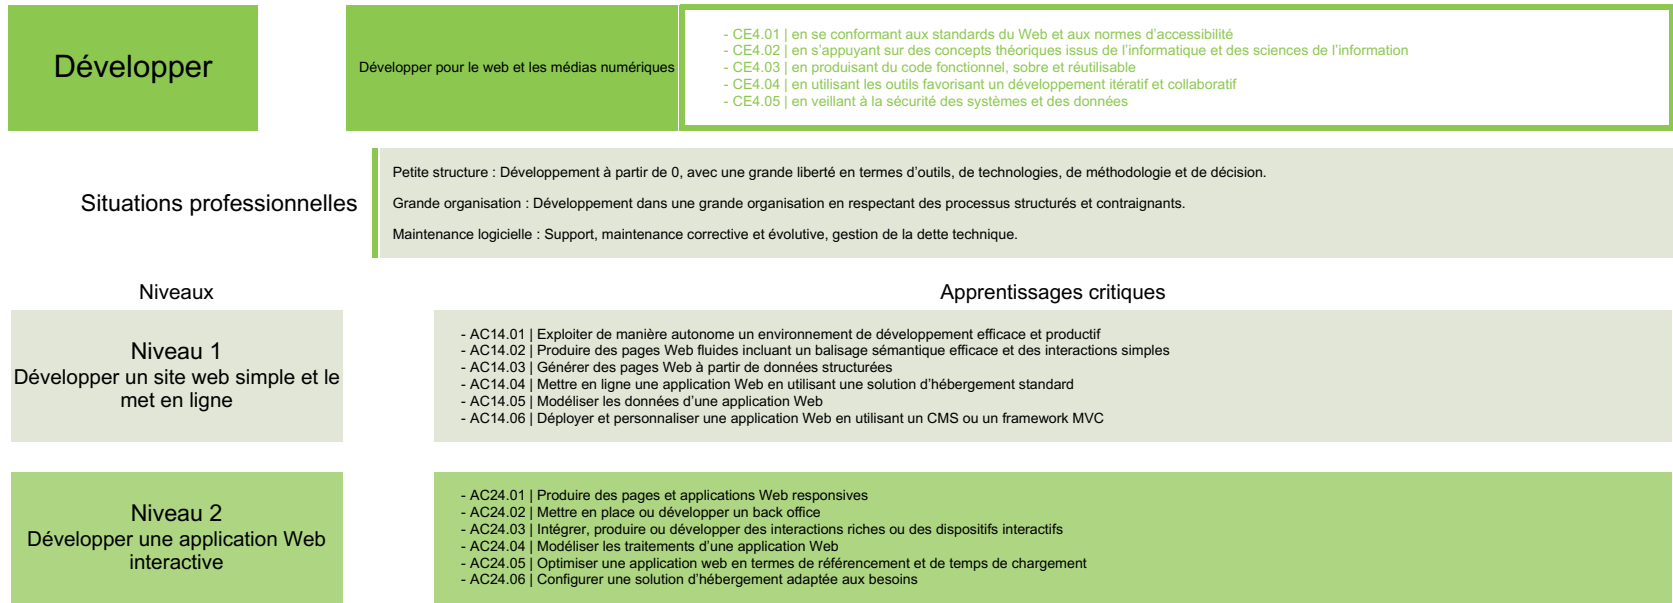 Développer
Développer pour le web et les médias numériques
- CE4.01 | en se conformant aux standards du Web et aux normes d'accessibilité
- CE4.02 | en s'appuyant sur des concepts théoriques issus de l'informatique et des sciences de l'information
- CE4.03 | en produisant du code fonctionnel, sobre et réutilisable
- CE4.04 | en utilisant les outils favorisant un développement itératif et collaboratif
- CE4.05 | en veillant à la sécurité des systèmes et des données
Situations professionnelles
Petite structure : Développement à partir de 0, avec une grande liberté en termes d'outils, de technologies, de méthodologie et de décision.
Grande organisation : Développement dans une grande organisation en respectant des processus structurés et contraignants.
Maintenance logicielle : Support, maintenance corrective et évolutive, gestion de la dette technique.
Niveaux
Apprentissages critiques
Niveau 1
Développer un site web simple et le
met en ligne
- AC14.01 | Exploiter de manière autonome un environnement de développement efficace et productif
- AC14.02 | Produire des pages Web fluides incluant un balisage sémantique efficace et des interactions simples
- AC14.03 | Générer des pages Web à partir de données structurées
- AC14.04 | Mettre en ligne une application Web en utilisant une solution d'hébergement standard
- AC14.05 | Modéliser les données d'une application Web
- AC14.06 | Déployer et personnaliser une application Web en utilisant un CMS ou un framework MVC
Niveau 2
Développer une application Web
interactive
- AC24.01 | Produire des pages et applications Web responsives
- AC24.02 | Mettre en place ou développer un back office
- AC24.03 | Intégrer, produire ou développer des interactions riches ou des dispositifs interactifs
- AC24.04 | Modéliser les traitements d'une application Web
- AC24.05 | Optimiser une application web en termes de référencement et de temps de chargement
- AC24.06 | Configurer une solution d'hébergement adaptée aux besoins